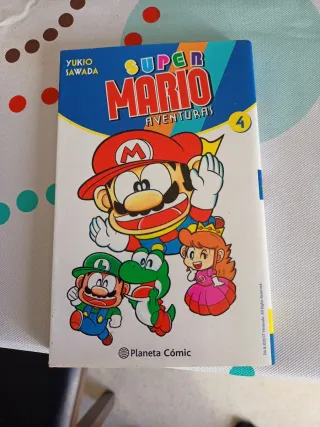 YUKIO
SAWADA
SUPER
MARIO
AVENTURAS
4
M
L
Planeta Cómic